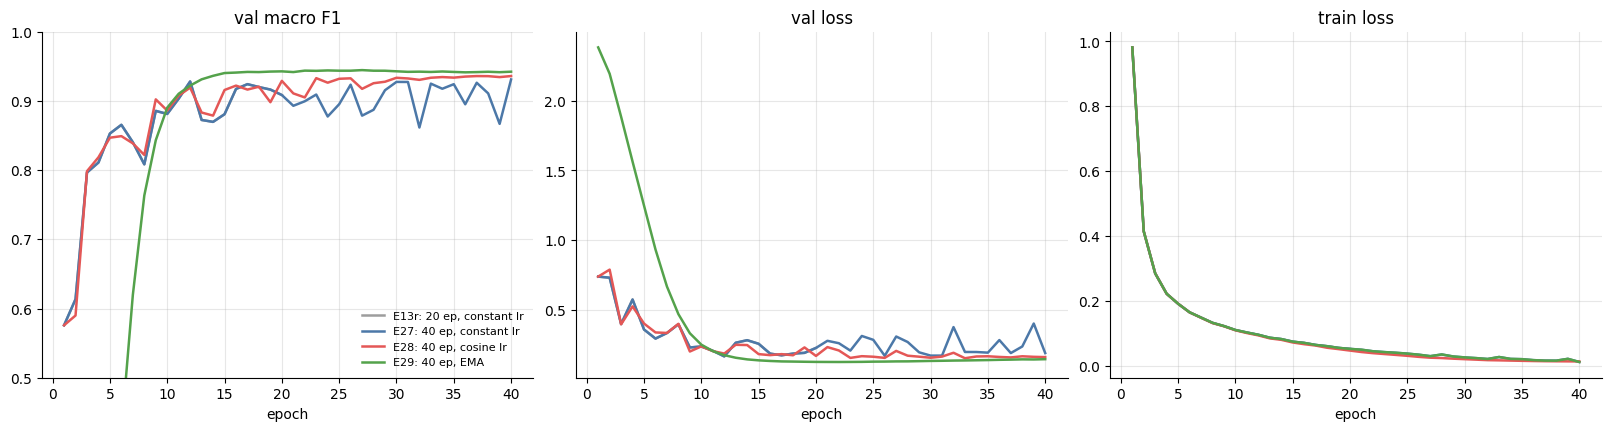 val macro F1
1.0
0.9
0.8
0.7
0.6
0.5
0 5 10 15 20 25 30 35 40
epoch
E13r: 20 ep, constant lr
E27: 40 ep, constant lr
E28: 40 ep, cosine lr
E29: 40 ep, EMA
val loss
2.0
1.5
1.0
0.5
0 5 10 15 20 25 30 35 40
epoch
train loss
1.0
0.8
0.6
0.4
0.2
0.0
0 5 10 15 20 25 30 35 40
epoch